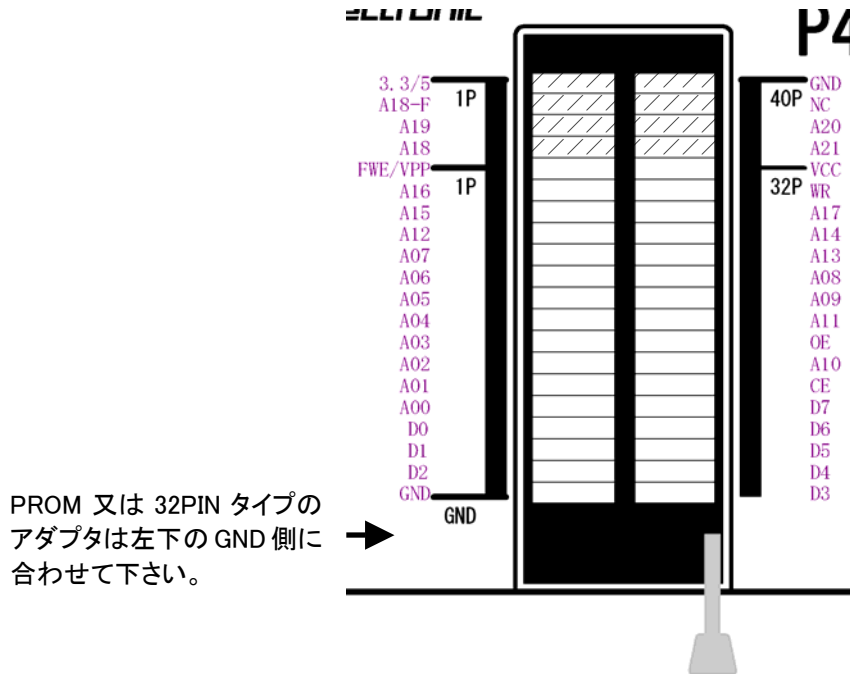 P4
3.3/5
A18-F
A19
A18
FWE/VPP
A16
A15
A12
A07
A06
A05
A04
A03
A02
A01
A00
D0
D1
D2
GND
1P
1P
GND
40P
32P
GND
NC
A20
A21
VCC
WR
A17
A14
A13
A08
A09
A11
OE
A10
CE
D7
D6
D5
D4
D3
PROM 又は 32PIN タイプの
アダプタは左下の GND 側に
合わせて下さい。